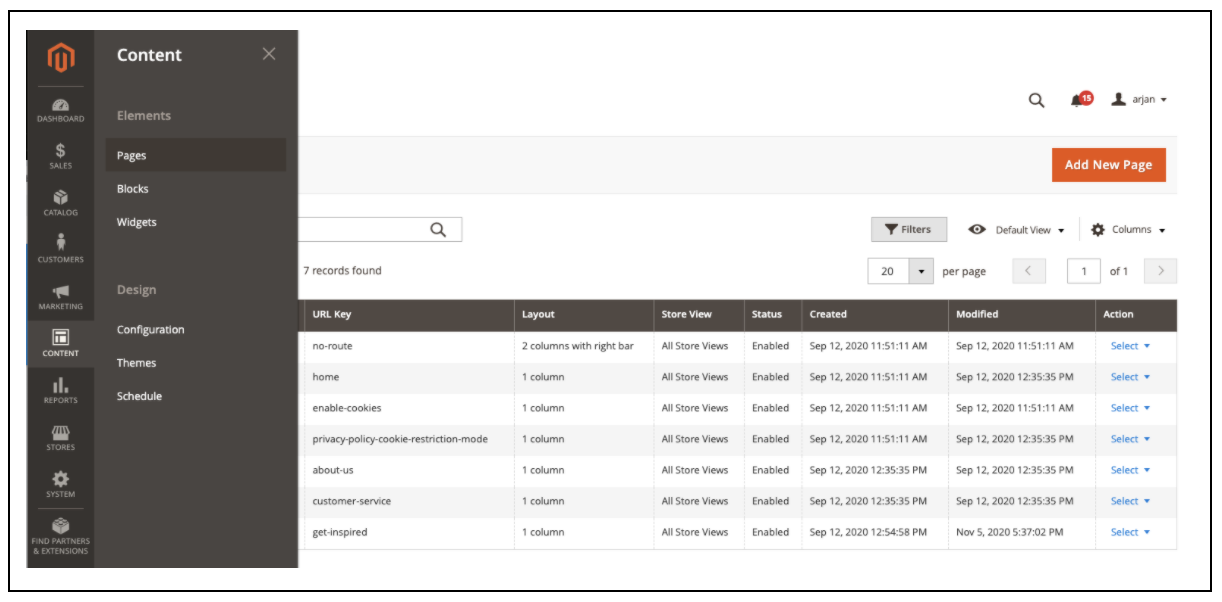 Content
Elements
Pages
Blocks
Widgets
Design
Configuration
Themes
Schedule
DASHBOARD
$
SALES
CATALOG
CUSTOMERS
MARKETING
CONTENT
REPORTS
STORES
SYSTEM
FIND PARTNERS
& EXTENSIONS
15 arjan
Add New Page
Filters Default View Columns
7 records found 20 per page 1 of 1
URL Key Layout Store View Status Created Modified Action
no-route 2 columns with right bar All Store Views Enabled Sep 12, 2020 11:51:11 AM Sep 12, 2020 11:51:11 AM Select
home 1 column All Store Views Enabled Sep 12, 2020 11:51:11 AM Sep 12, 2020 12:35:35 PM Select
enable-cookies 1 column All Store Views Enabled Sep 12, 2020 11:51:11 AM Sep 12, 2020 11:51:11 AM Select
privacy-policy-cookie-restriction-mode 1 column All Store Views Enabled Sep 12, 2020 11:51:11 AM Sep 12, 2020 12:35:35 PM Select
about-us 1 column All Store Views Enabled Sep 12, 2020 12:35:35 PM Sep 12, 2020 12:35:35 PM Select
customer-service 1 column All Store Views Enabled Sep 12, 2020 12:35:35 PM Sep 12, 2020 12:35:35 PM Select
get-inspired 1 column All Store Views Enabled Sep 12, 2020 12:54:58 PM Nov 5, 2020 5:37:02 PM Select